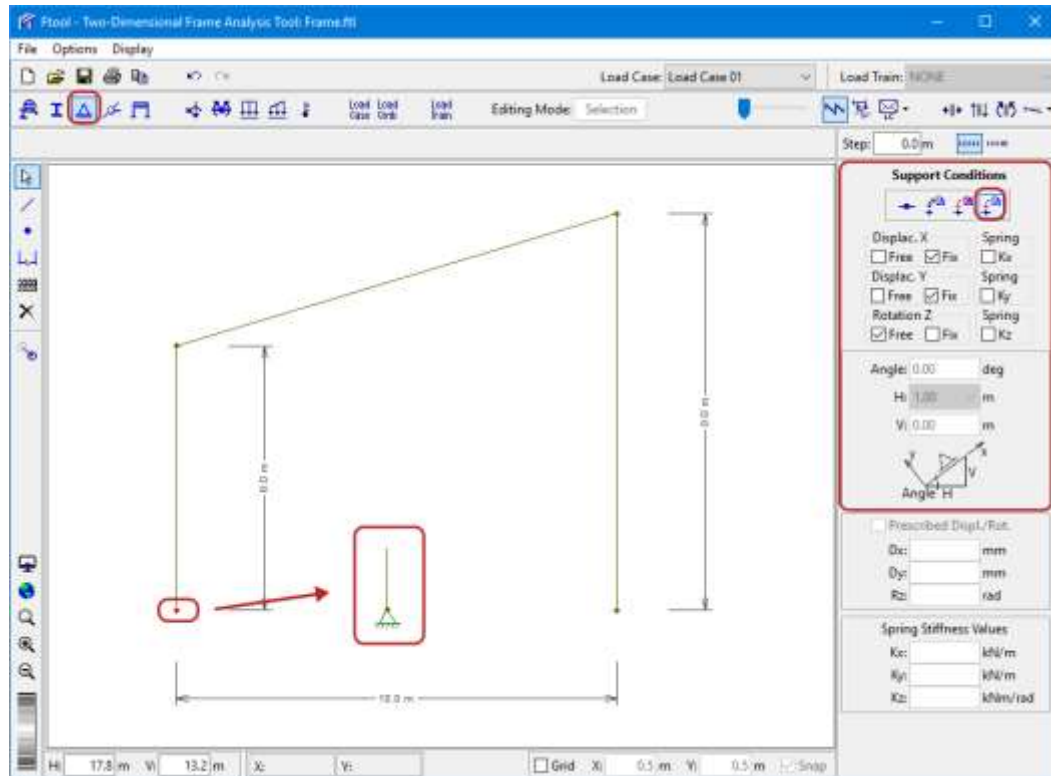 Ftool - Two-Dimensional Frame Analysis Tool: Frame.ftl
File Options Display
Load Case: Load Case 01 Load Train: NONE
Load Case Load Comb. Load Train Editing Mode: Selection
Step: 0.0 m
Support Conditions
Displac. X Spring
Free Fix Kx
Displac. Y Spring
Free Fix Ky
Rotation Z Spring
Free Fix Kz
Angle: 0.00 deg
H: 1.00 m
V: 0.00 m
y x
V
Angle H
Prescribed Displ./Rot.
Dx: mm
Dy: mm
Rz: rad
Spring Stiffness Values
Kx: kN/m
Ky: kN/m
Kz: kNm/rad
10.0 m
H: 17.8 m V: 13.2 m X: Y: Grid X: 0.5 m Y: 0.5 m Snap